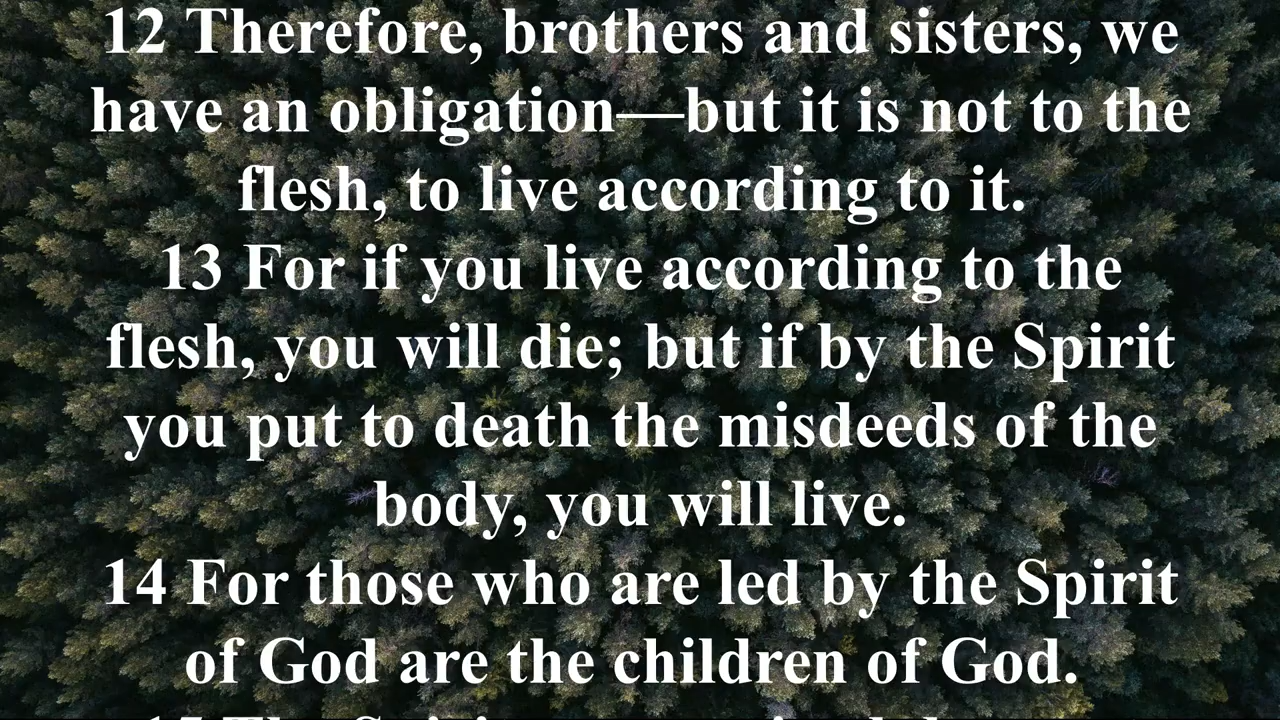 12 Therefore, brothers and sisters, we
have an obligation—but it is not to the
flesh, to live according to it.
13 For if you live according to the
flesh, you will die; but if by the Spirit
you put to death the misdeeds of the
body, you will live.
14 For those who are led by the Spirit
of God are the children of God.